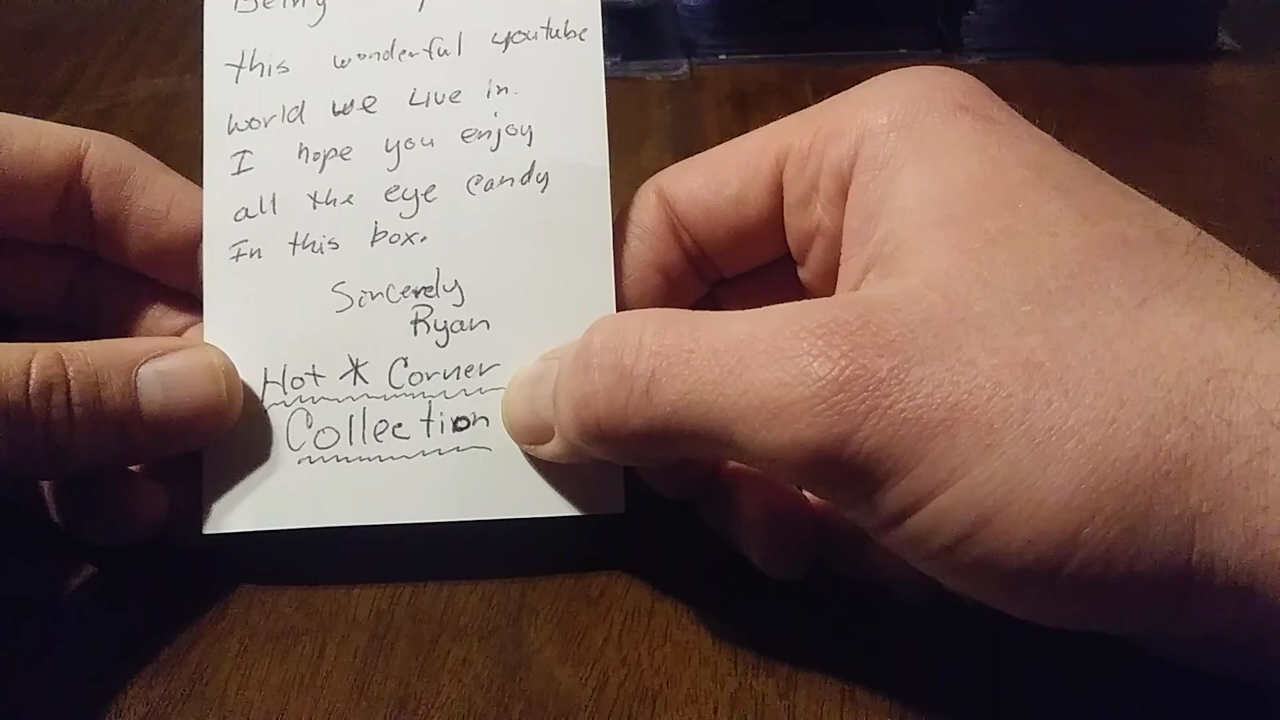 Being
this wonderful youtube
world we Live in.
I hope you enjoy
all the eye candy
In this box.
Sincerely
Ryan
Hot * Corner
Collection